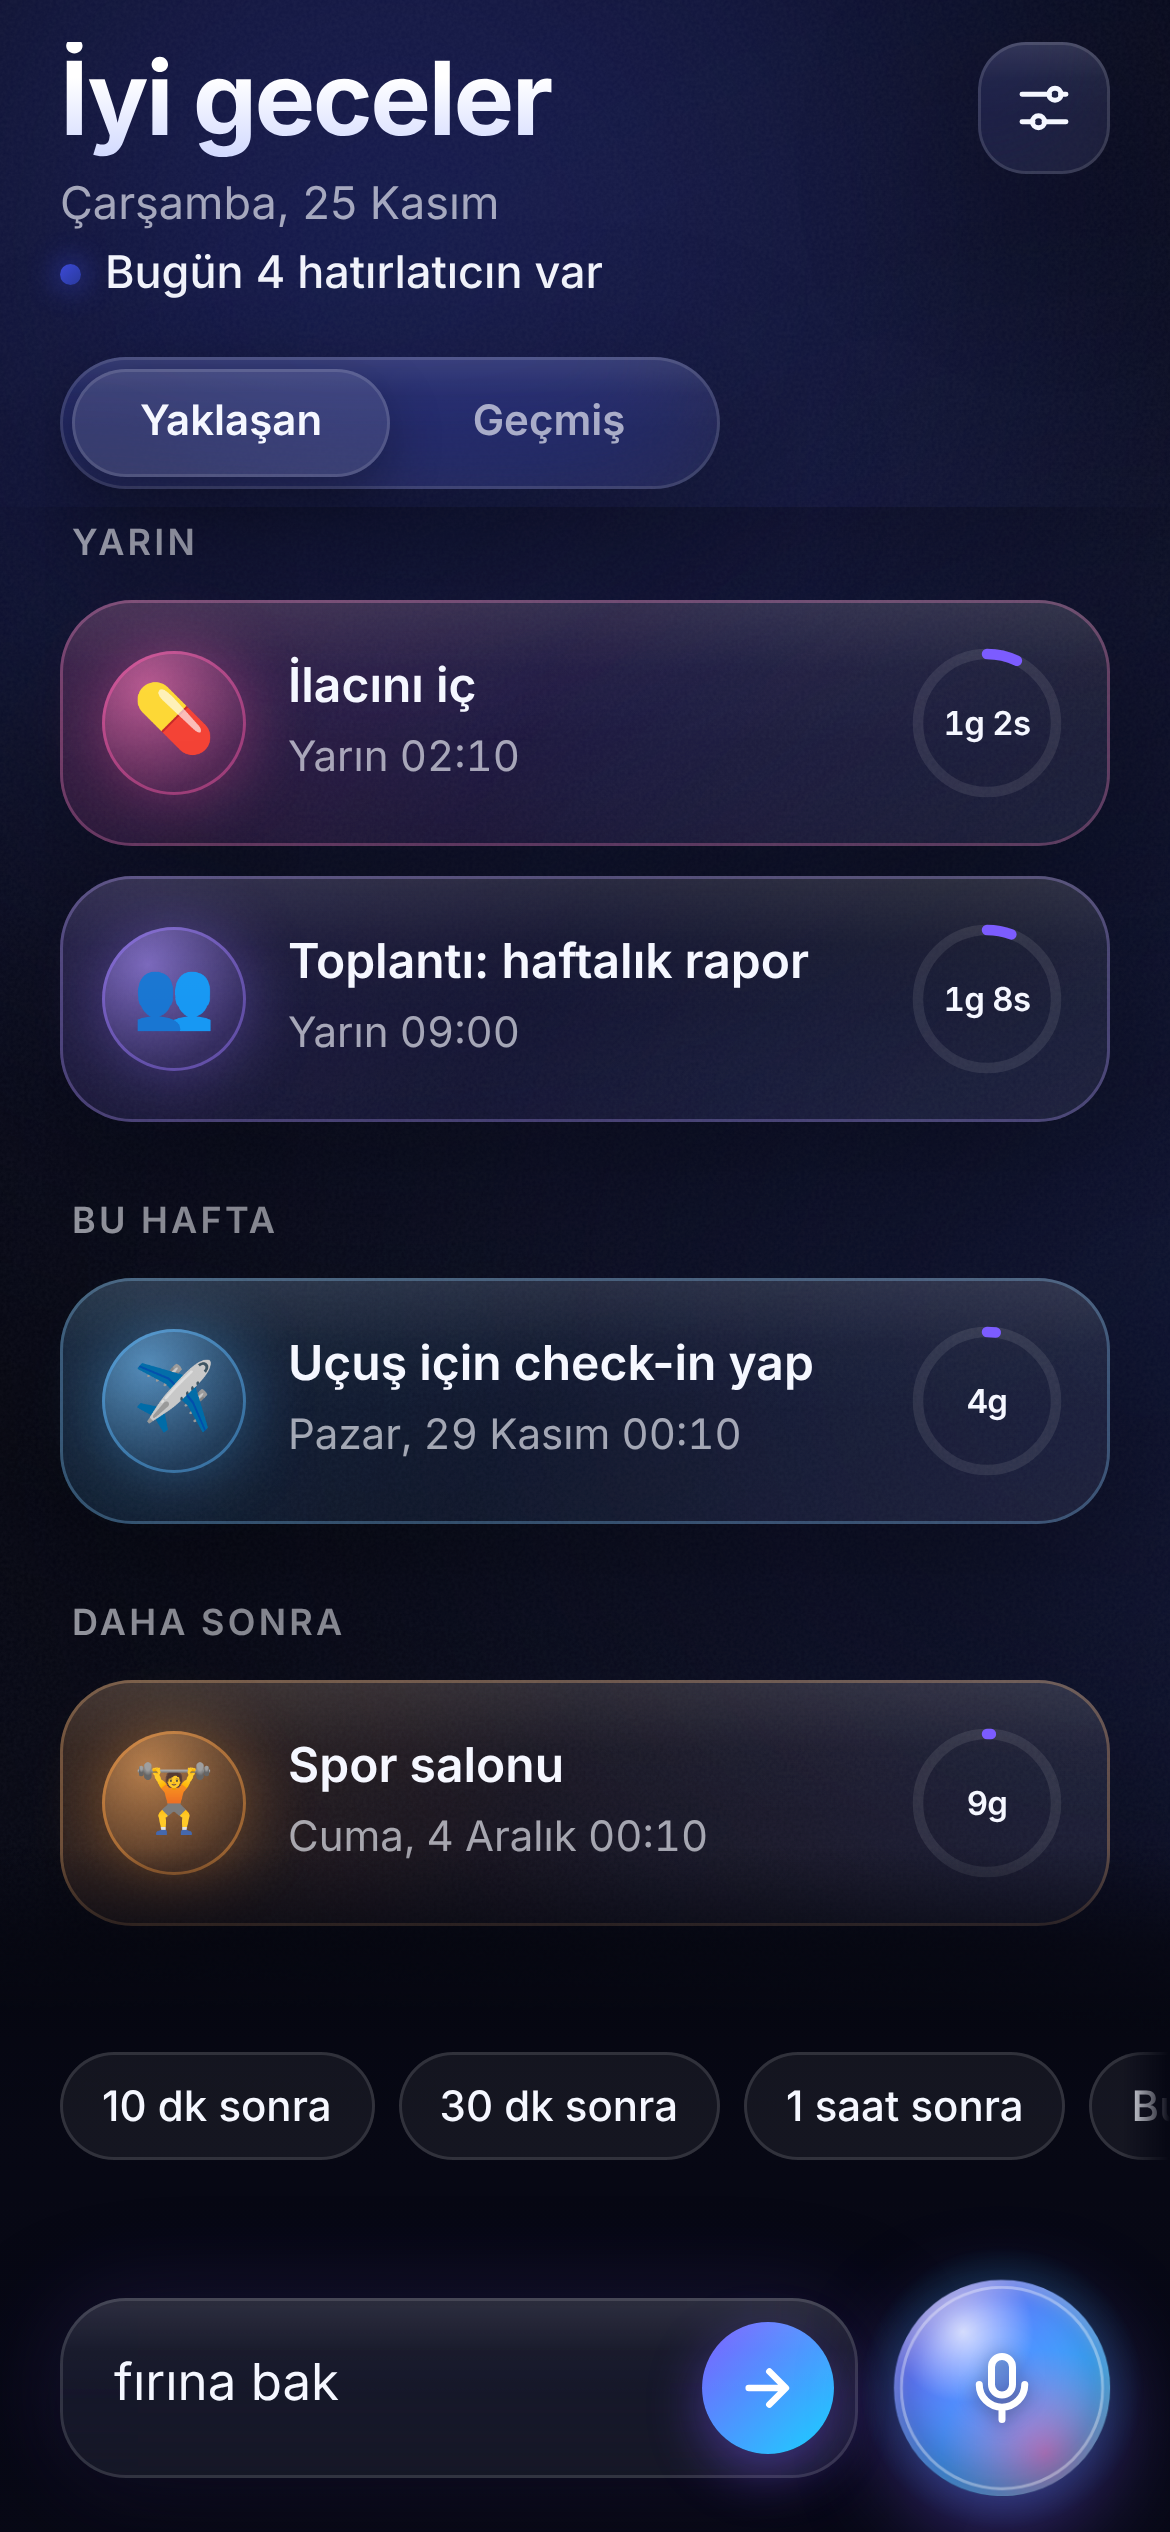 İyi geceler
Çarşamba, 25 Kasım
Bugün 4 hatırlatıcın var
Yaklaşan
Geçmiş
YARIN
İlacını iç
Yarın 02:10
1g 2s
Toplantı: haftalık rapor
Yarın 09:00
1g 8s
BU HAFTA
Uçuş için check-in yap
Pazar, 29 Kasım 00:10
4g
DAHA SONRA
Spor salonu
Cuma, 4 Aralık 00:10
9g
10 dk sonra
30 dk sonra
1 saat sonra
fırına bak